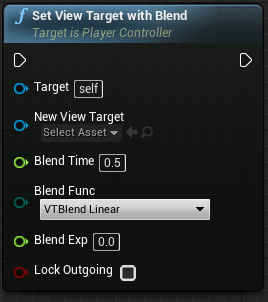 f Set View Target with Blend
Target is Player Controller
Target self
New View Target
Select Asset
Blend Time 0.5
Blend Func
VTBlend Linear
Blend Exp 0.0
Lock Outgoing